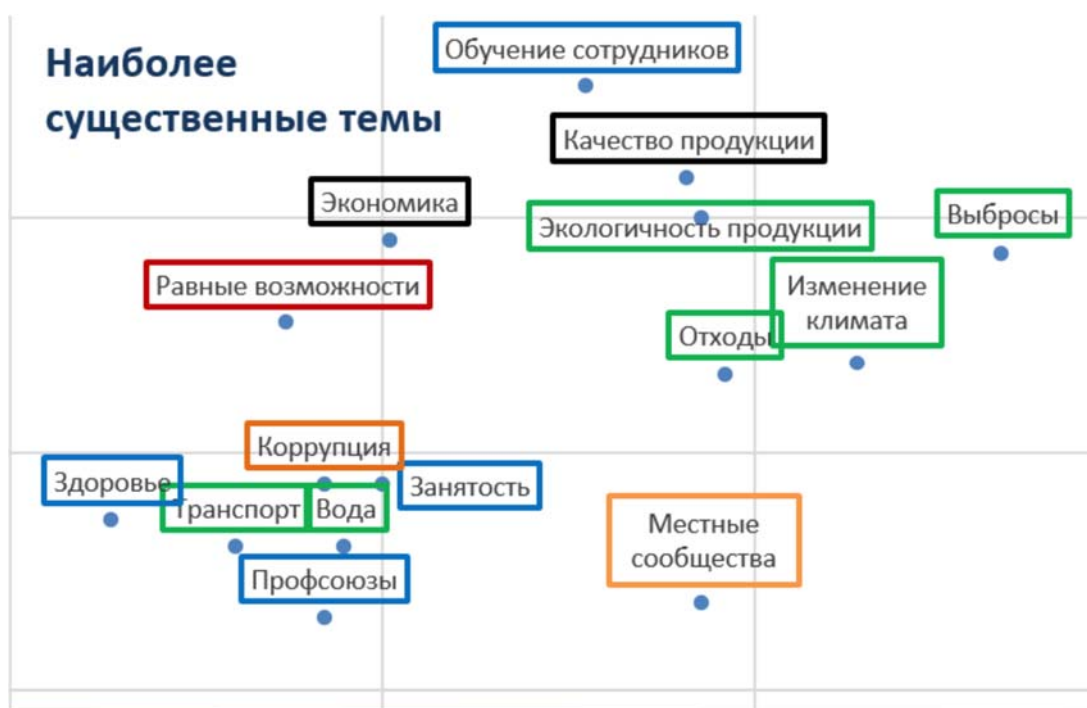 Наиболее
существенные темы
Обучение сотрудников
Качество продукции
Экономика
Выбросы
Экологичность продукции
Равные возможности
Изменение
климата
Отходы
Коррупция
Здоровье
Занятость
Транспорт
Вода
Местные
сообщества
Профсоюзы